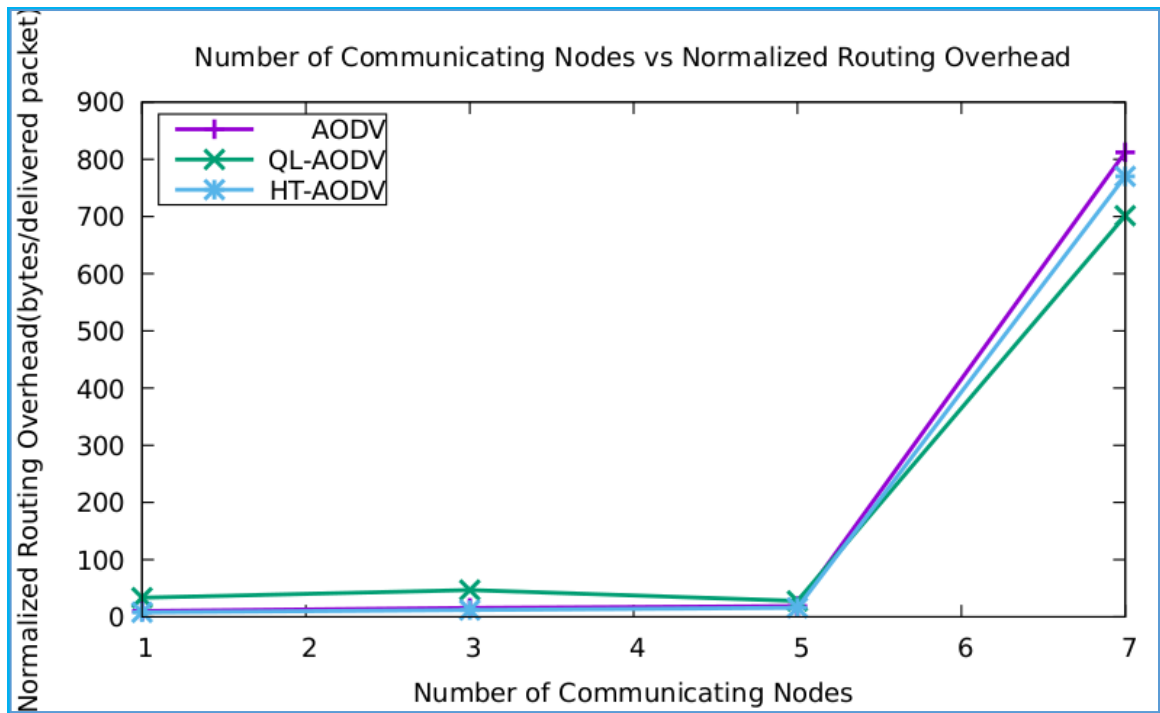 Number of Communicating Nodes vs Normalized Routing Overhead
Normalized Routing Overhead(bytes/delivered packet)
900
800
700
600
500
400
300
200
100
0
AODV
QL-AODV
HT-AODV
1 2 3 4 5 6 7
Number of Communicating Nodes